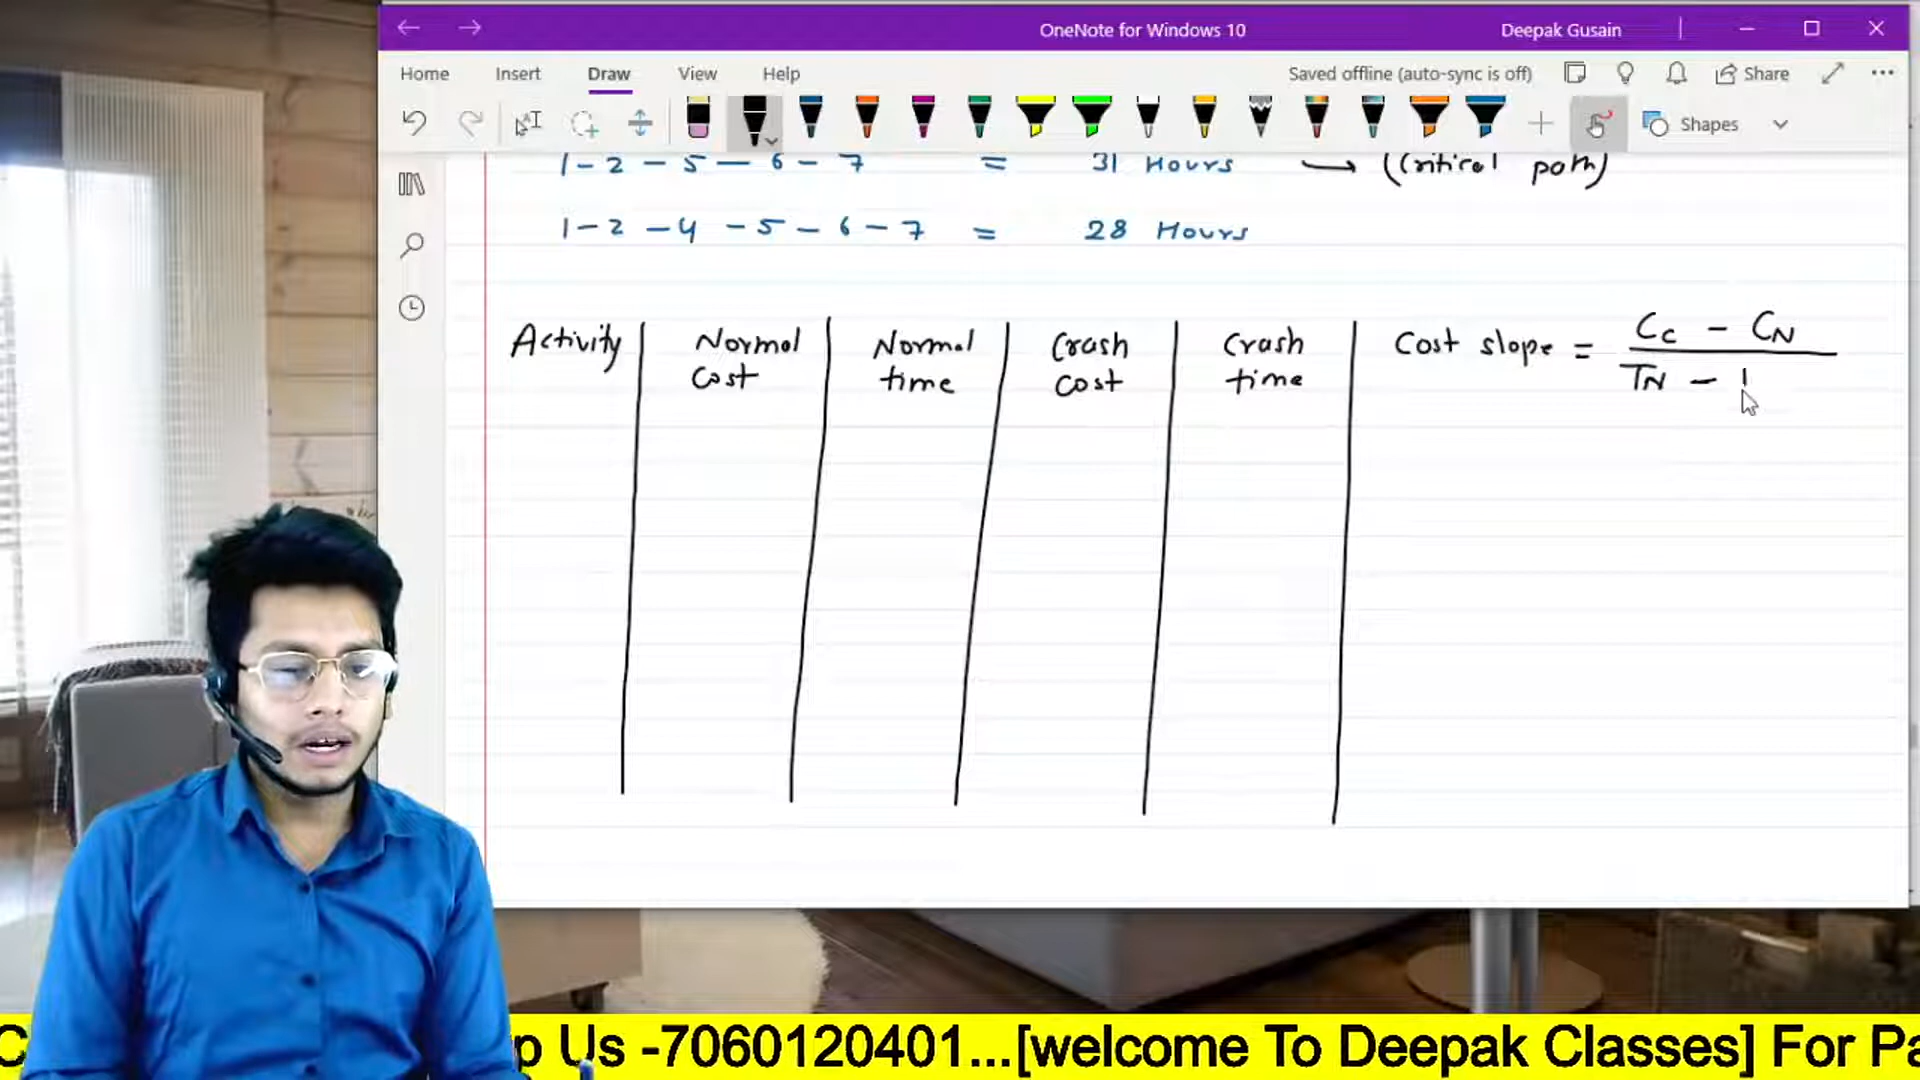 OneNote for Windows 10
Deepak Gusain
Home Insert Draw View Help
Saved offline (auto-sync is off)
Share
Shapes
1 - 2 - 5 - 6 - 7 = 31 Hours → (Critical path)
1 - 2 - 4 - 5 - 6 - 7 = 28 Hours
Activity
Normal
cost
Normal
time
Crash
cost
Crash
time
Cost slope = CC - CN
TN -
p Us -7060120401...[welcome To Deepak Classes] For Pa